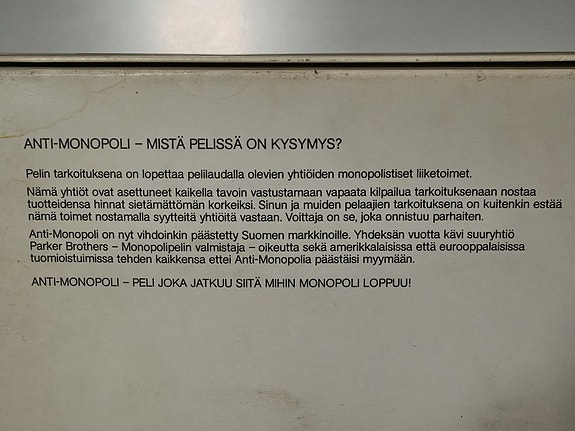 ANTI-MONOPOLI – MISTÄ PELISSÄ ON KYSYMYS?
Pelin tarkoituksena on lopettaa pelilaudalla olevien yhtiöiden monopolistiset liiketoimet.
Nämä yhtiöt ovat asettuneet kaikella tavoin vastustamaan vapaata kilpailua tarkoituksenaan nostaa
tuotteidensa hinnat sietämättömän korkeiksi. Sinun ja muiden pelaajien tarkoituksena on kuitenkin estää
nämä toimet nostamalla syytteitä yhtiöitä vastaan. Voittaja on se, joka onnistuu parhaiten.
Anti-Monopoli on nyt vihdoinkin päästetty Suomen markkinoille. Yhdeksän vuotta kävi suuryhtiö
Parker Brothers – Monopolipelin valmistaja – oikeutta sekä amerikkalaisissa että eurooppalaisissa
tuomioistuimissa tehden kaikkensa ettei Anti-Monopolia päästäisi myymään.
ANTI-MONOPOLI – PELI JOKA JATKUU SIITÄ MIHIN MONOPOLI LOPPUU!